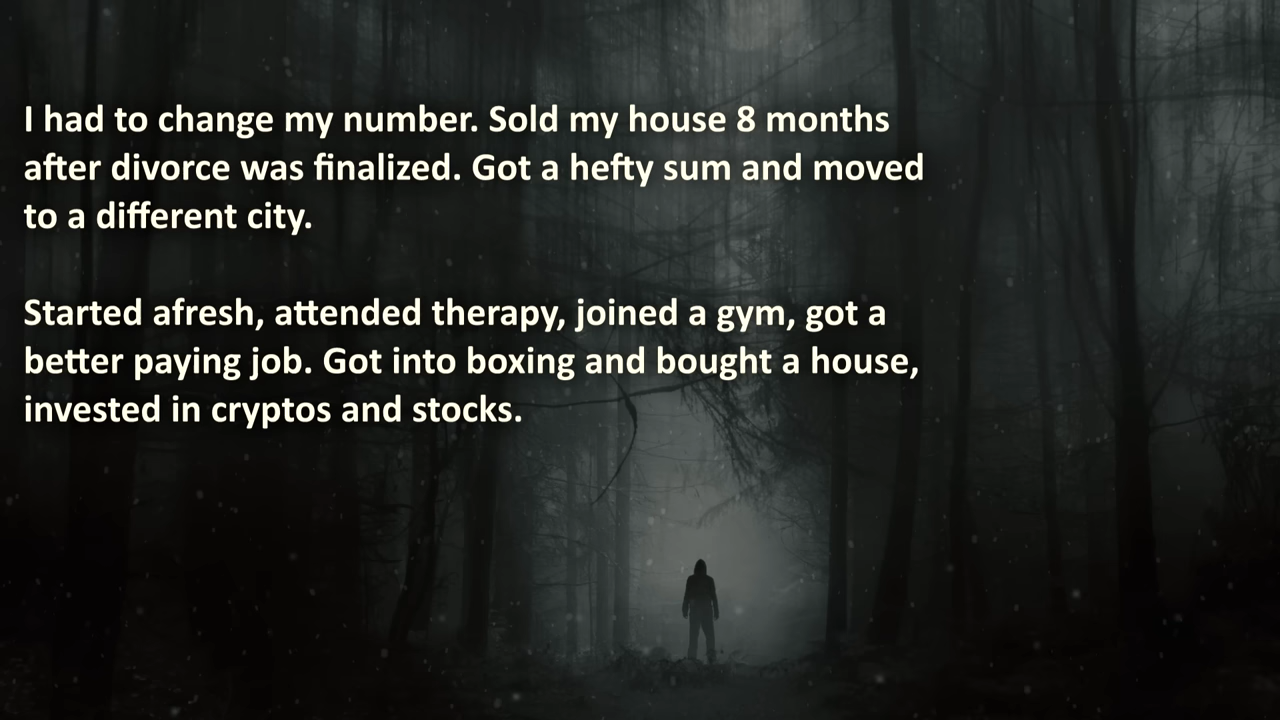 I had to change my number. Sold my house 8 months
after divorce was finalized. Got a hefty sum and moved
to a different city.
Started afresh, attended therapy, joined a gym, got a
better paying job. Got into boxing and bought a house,
invested in cryptos and stocks.